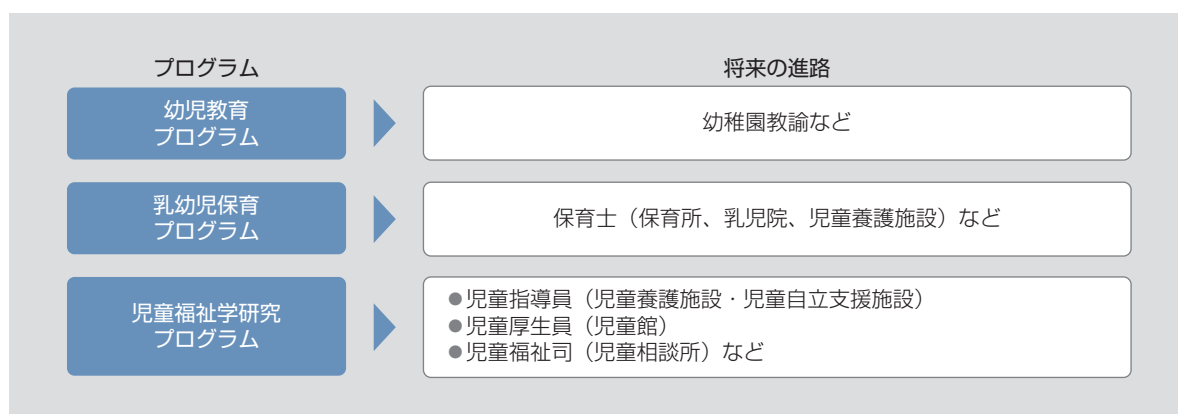 プログラム
将来の進路
幼児教育
プログラム
幼稚園教諭など
乳幼児保育
プログラム
保育士（保育所、乳児院、児童養護施設）など
児童福祉学研究
プログラム
●児童指導員（児童養護施設・児童自立支援施設）
●児童厚生員（児童館）
●児童福祉司（児童相談所）など